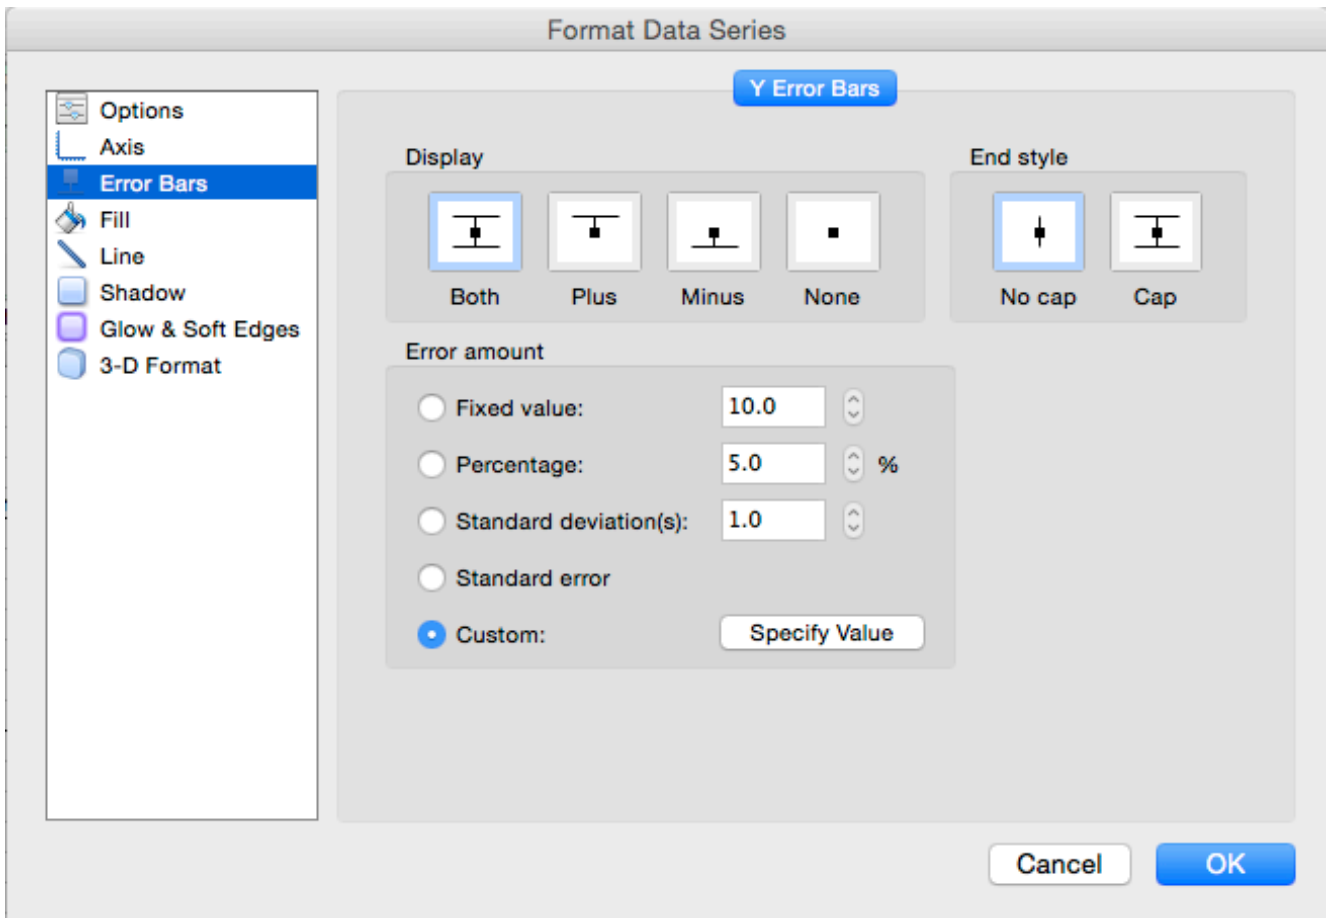 Format Data Series
Options
Axis
Error Bars
Fill
Line
Shadow
Glow & Soft Edges
3-D Format
Y Error Bars
Display
Both Plus Minus None
End style
No cap Cap
Error amount
Fixed value: 10.0
Percentage: 5.0 %
Standard deviation(s): 1.0
Standard error
Custom: Specify Value
Cancel OK